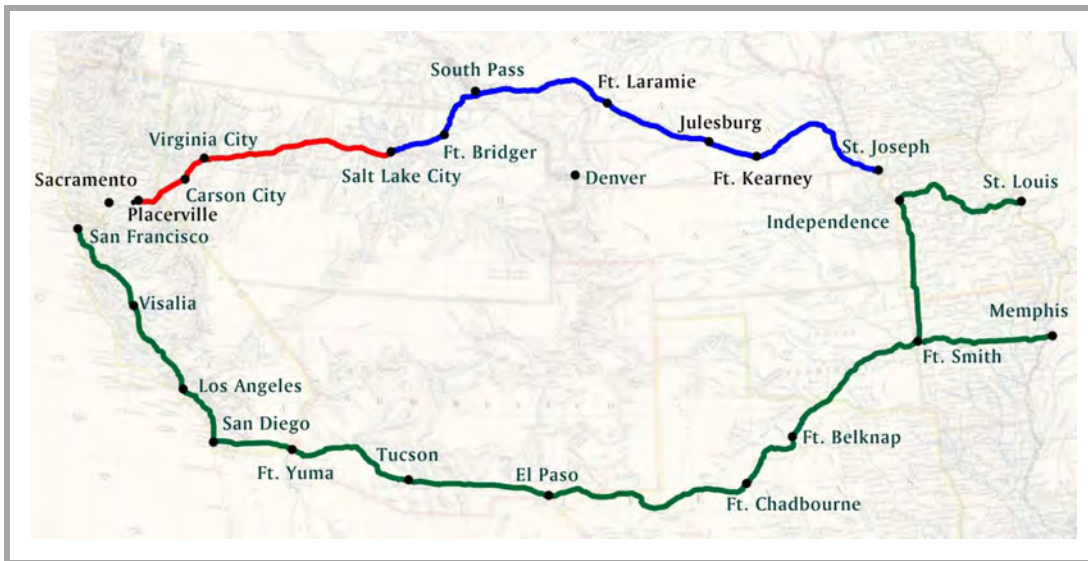 South Pass
Ft. Laramie
Virginia City
Julesburg
St. Joseph
Ft. Bridger
Salt Lake City
Ft. Kearney
Denver
Sacramento
Carson City
St. Louis
Placerville
Independence
San Francisco
Visalia
Memphis
Ft. Smith
Los Angeles
San Diego
Ft. Belknap
Tucson
Ft. Yuma
El Paso
Ft. Chadbourne